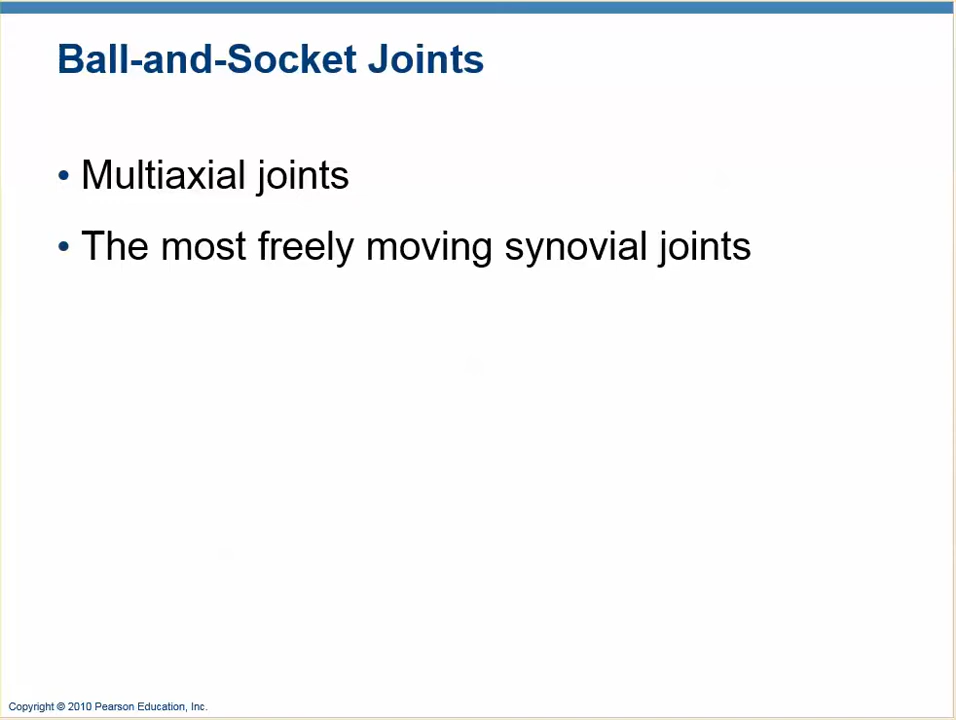 Ball-and-Socket Joints
• Multiaxial joints
• The most freely moving synovial joints
Copyright © 2010 Pearson Education, Inc.